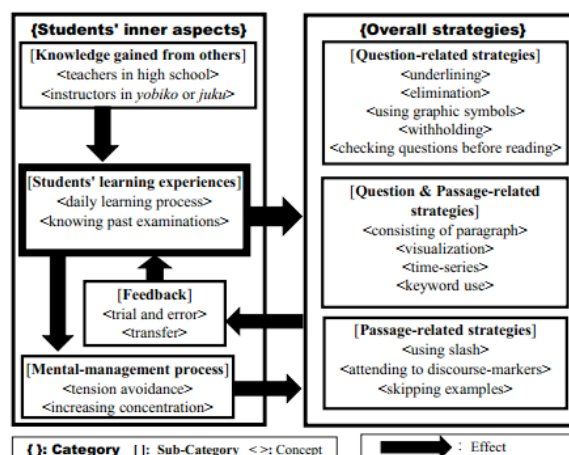 {Students' inner aspects}
[Knowledge gained from others]
<teachers in high school>
<instructors in yobiko or juku>
[Students' learning experiences]
<daily learning process>
<knowing past examinations>
[Feedback]
<trial and error>
<transfer>
[Mental-management process]
<tension avoidance>
<increasing concentration>
{Overall strategies}
[Question-related strategies]
<underlining>
<elimination>
<using graphic symbols>
<withholding>
<checking questions before reading>
[Question & Passage-related
strategies]
<consisting of paragraph>
<visualization>
<time-series>
<keyword use>
[Passage-related strategies]
<using slash>
<attending to discourse-markers>
<skipping examples>
{ }: Category [ ]: Sub-Category < >: Concept
: Effect